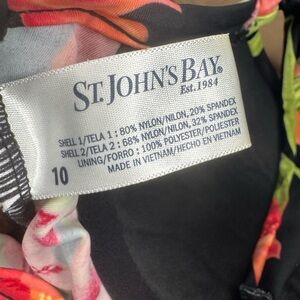 ST. JOHN'S BAY®
Est. 1984
SHELL 1/TELA 1 : 80% NYLON/NILON, 20% SPANDEX
SHELL 2/TELA 2 : 68% NYLON/NILON, 32% SPANDEX
LINING/FORRO : 100% POLYESTER/POLIESTER
MADE IN VIETNAM/HECHO EN VIETNAM
10